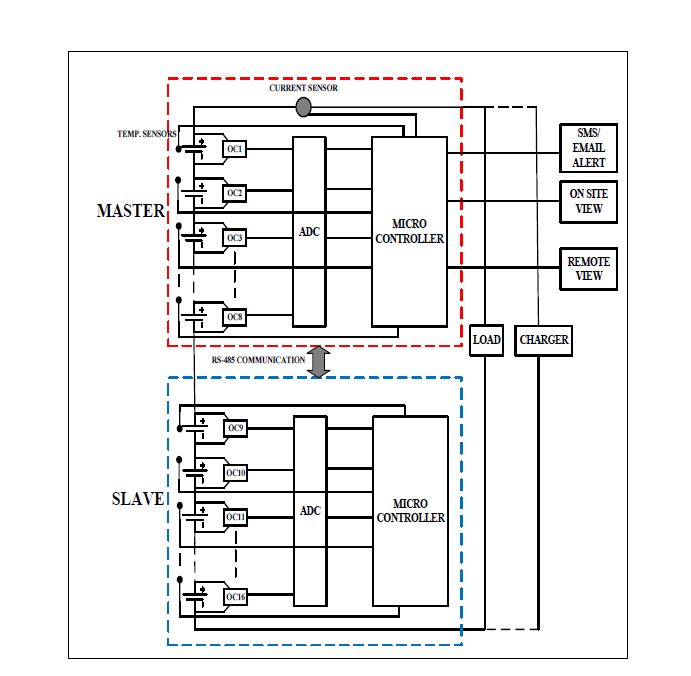 CURRENT SENSOR
TEMP. SENSORS
+
OC1
SMS/
EMAIL
ALERT
+
OC2
ON SITE
VIEW
MASTER
+
OC3
ADC
MICRO
CONTROLLER
REMOTE
VIEW
+
OC8
LOAD
CHARGER
RS-485 COMMUNICATION
+
OC9
+
OC10
SLAVE
+
OC11
ADC
MICRO
CONTROLLER
+
OC16